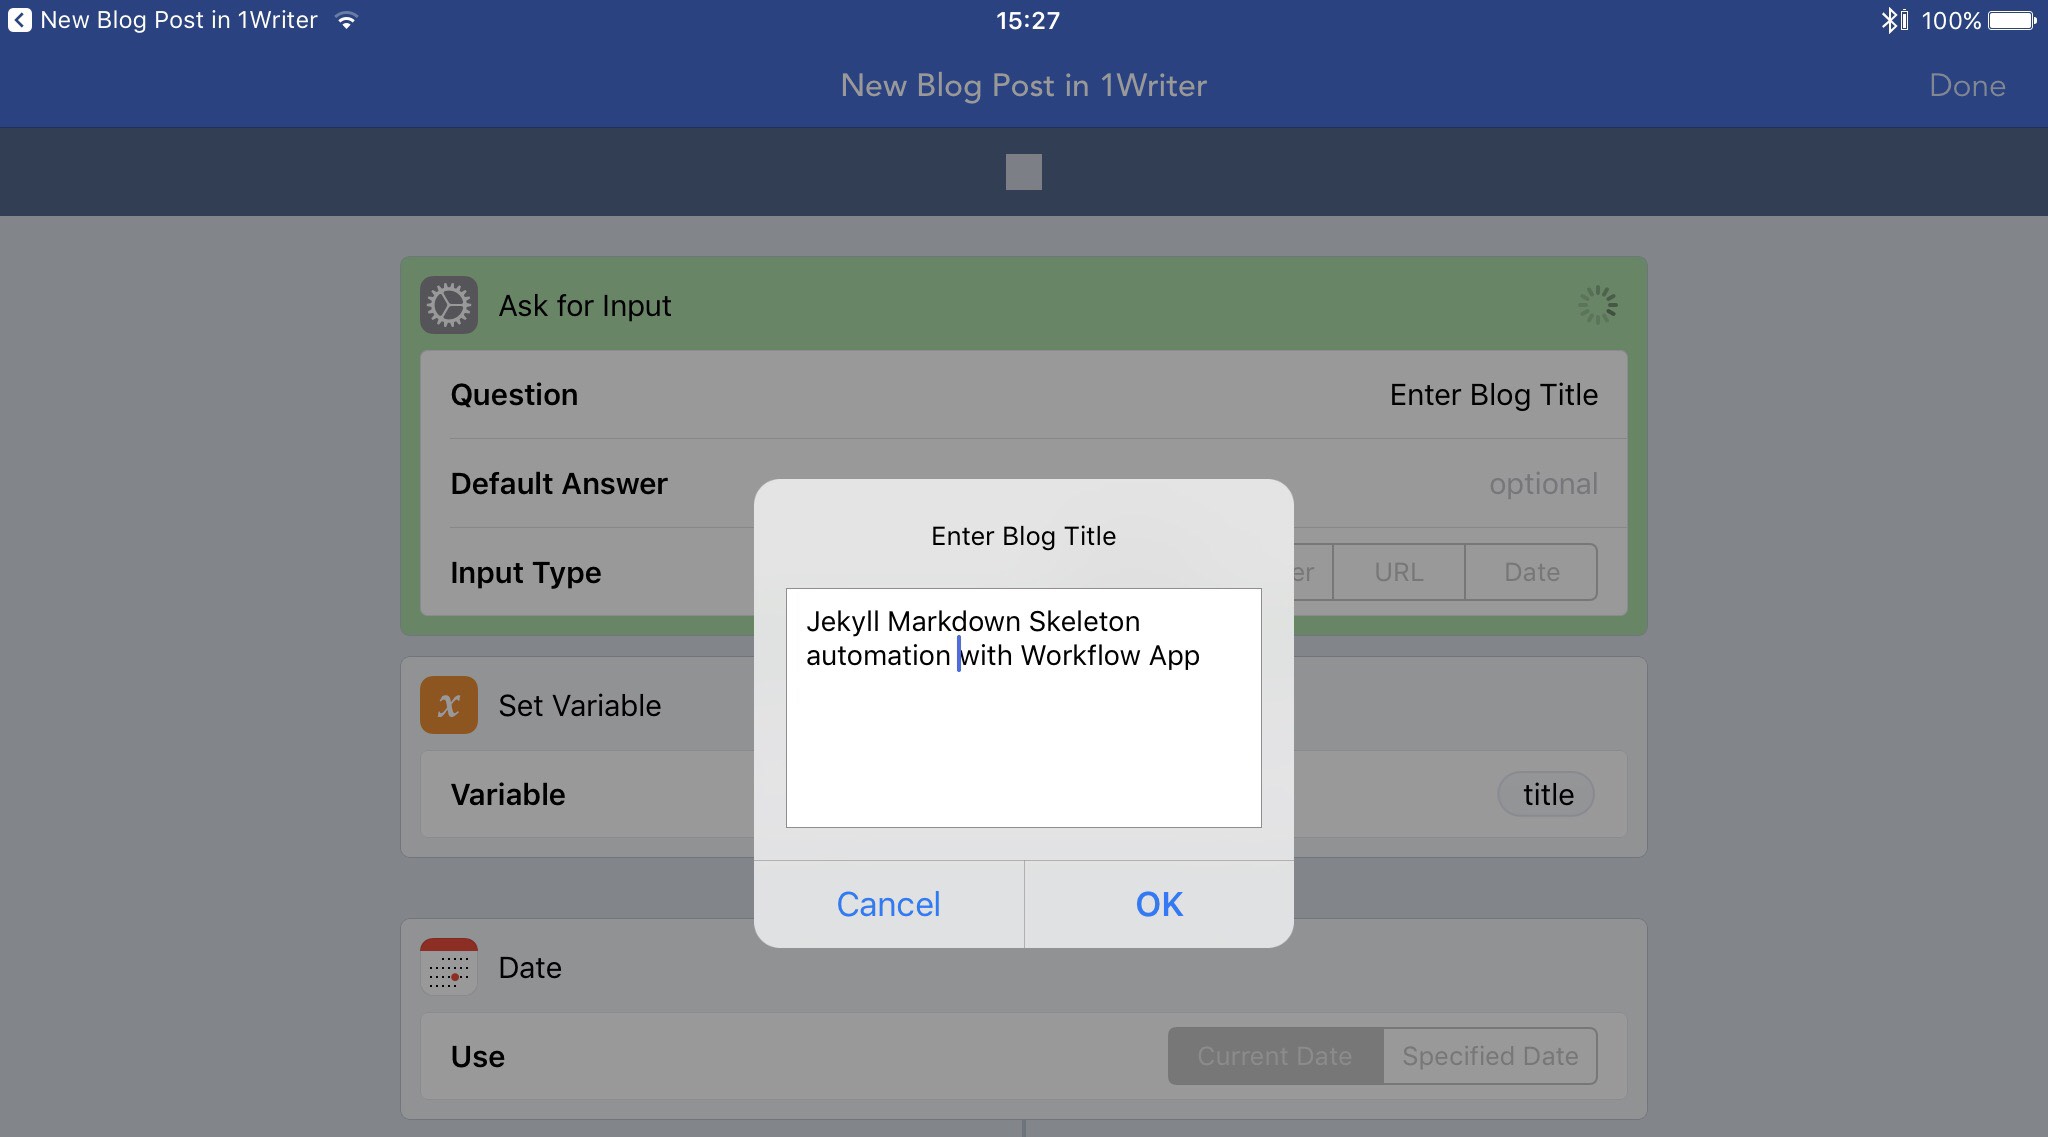 New Blog Post in 1Writer
15:27
100%
New Blog Post in 1Writer
Done
Ask for Input
Question
Enter Blog Title
Default Answer
optional
Input Type
er
URL
Date
Enter Blog Title
Jekyll Markdown Skeleton
automation with Workflow App
Cancel
OK
x
Set Variable
Variable
title
Date
Use
Current Date
Specified Date